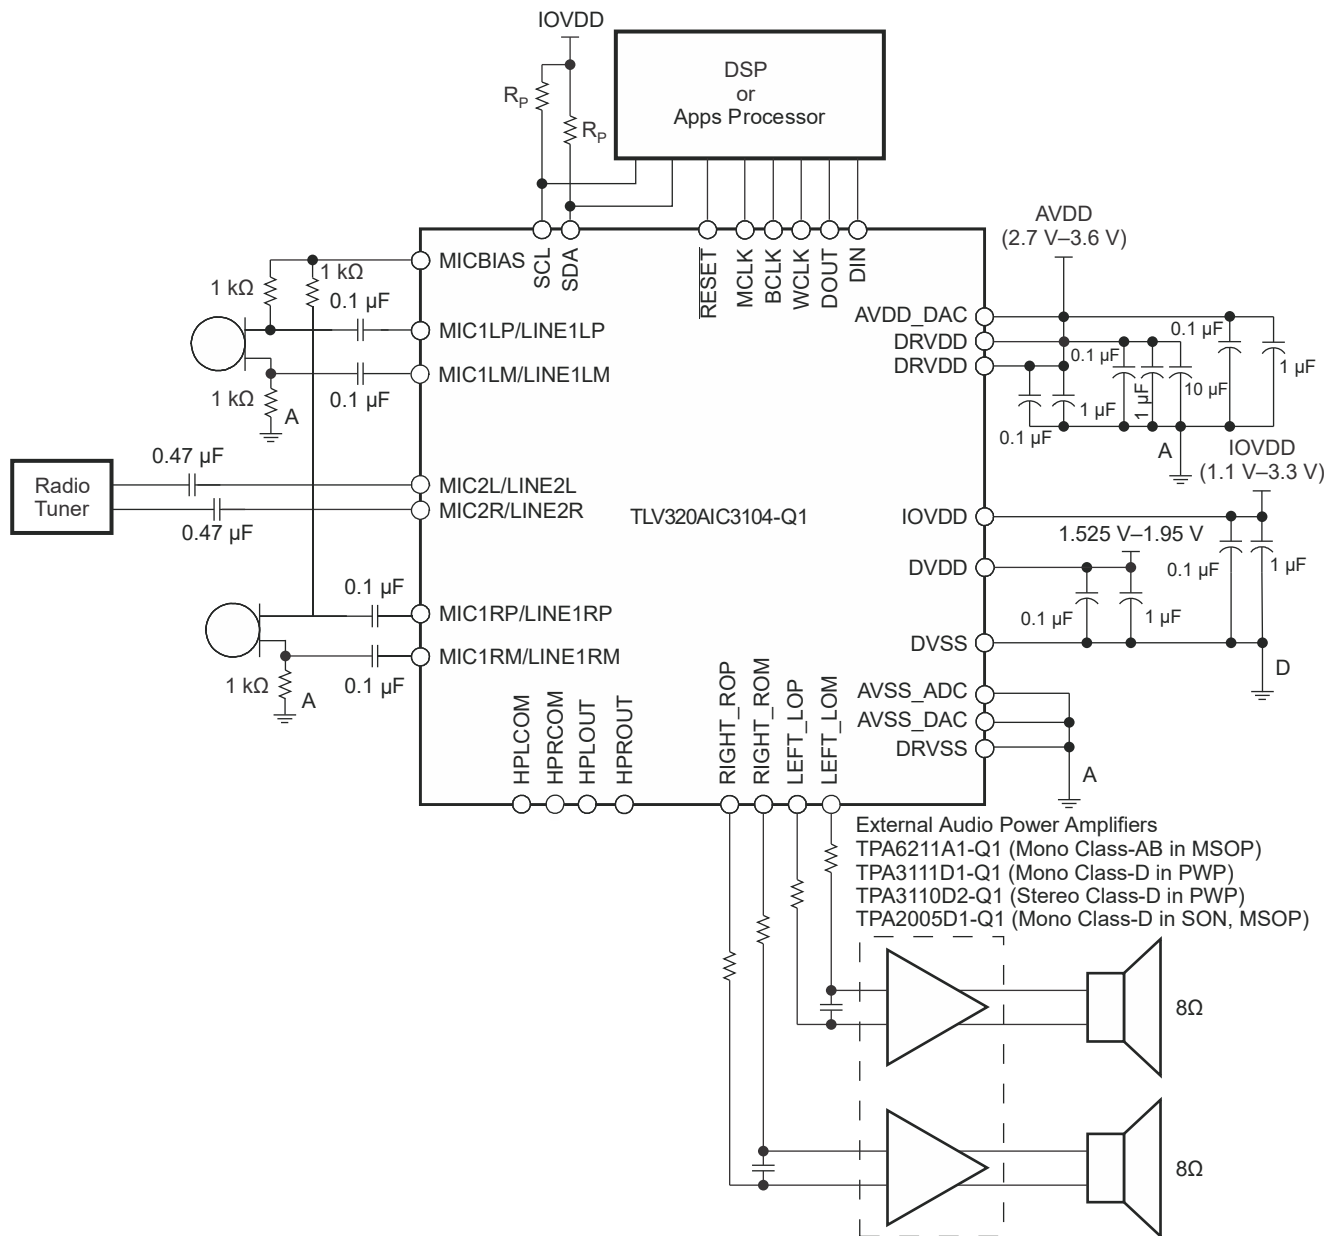 IOVDD
DSP
or
Apps Processor
RP
RP
SCL
SDA
RESET
MCLK
BCLK
WCLK
DOUT
DIN
AVDD
(2.7 V–3.6 V)
MICBIAS
1 kΩ
1 kΩ
0.1 µF
MIC1LP/LINE1LP
MIC1LM/LINE1LM
1 kΩ
0.1 µF
A
AVDD_DAC
DRVDD
DRVDD
0.1 µF
0.1 µF
1 µF
1 µF
10 µF
1 µF
0.1 µF
A
IOVDD
(1.1 V–3.3 V)
0.47 µF
Radio
Tuner
MIC2L/LINE2L
MIC2R/LINE2R
0.47 µF
TLV320AIC3104-Q1
IOVDD
1.525 V–1.95 V
DVDD
0.1 µF
1 µF
0.1 µF
1 µF
DVSS
D
0.1 µF
MIC1RP/LINE1RP
MIC1RM/LINE1RM
1 kΩ
0.1 µF
A
AVSS_ADC
AVSS_DAC
DRVSS
A
HPLCOM
HPRCOM
HPLOUT
HPROUT
RIGHT_ROP
RIGHT_ROM
LEFT_LOP
LEFT_LOM
External Audio Power Amplifiers
TPA6211A1-Q1 (Mono Class-AB in MSOP)
TPA3111D1-Q1 (Mono Class-D in PWP)
TPA3110D2-Q1 (Stereo Class-D in PWP)
TPA2005D1-Q1 (Mono Class-D in SON, MSOP)
8Ω
8Ω